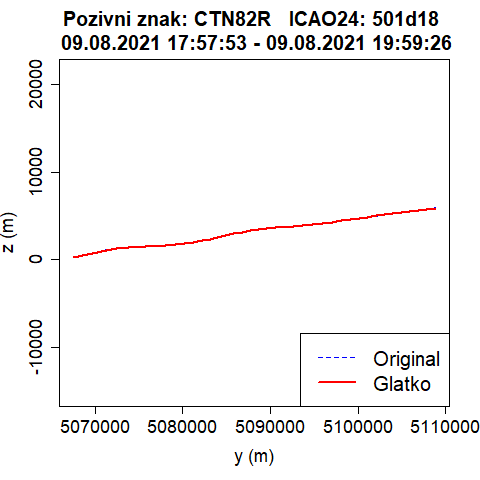 Pozivni znak: CTN82R   ICAO24: 501d18
09.08.2021 17:57:53 - 09.08.2021 19:59:26
z (m)
20000
10000
0
-10000
Original
Glatko
5070000 5080000 5090000 5100000 5110000
y (m)